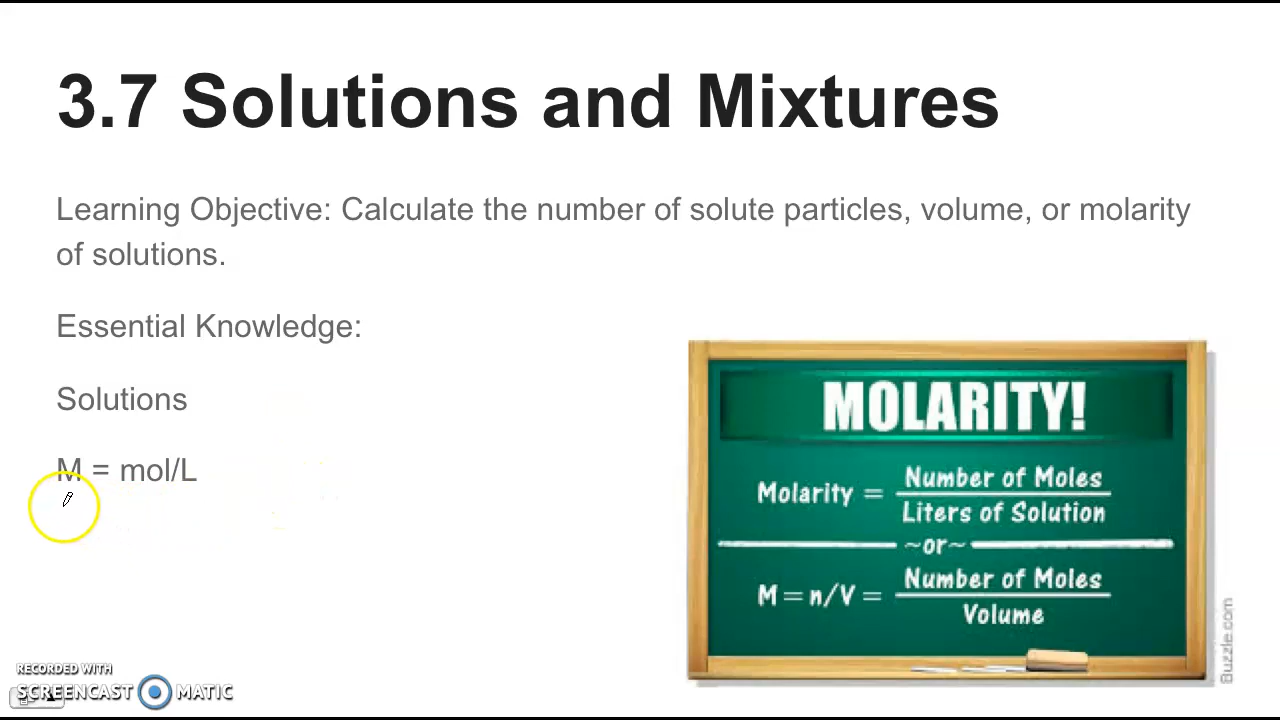 3.7 Solutions and Mixtures
Learning Objective: Calculate the number of solute particles, volume, or molarity
of solutions.
Essential Knowledge:
Solutions
M = mol/L
MOLARITY!
Molarity = Number of Moles
Liters of Solution
~or~
M = n/V = Number of Moles
Volume
Buzzle.com
RECORDED WITH
SCREENCAST MATIC